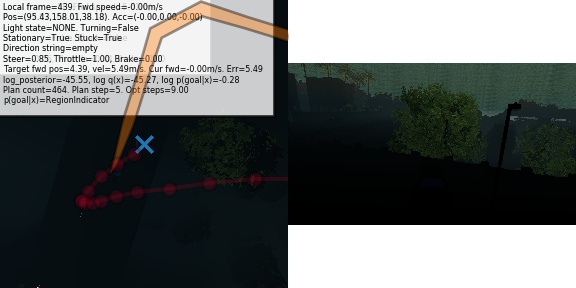 Local frame=439. Fwd speed=-0.00m/s
Pos=(95.43,158.01,38.18). Acc=(-0.00,0.00,-0.00)
Light state=NONE. Turning=False
Stationary=True. Stuck=True
Direction string=empty
Steer=0.85, Throttle=1.00, Brake=0.00
Target fwd pos=4.39, vel=5.49m/s. Cur fwd=-0.00m/s. Err=5.49
log_posterior=-45.55, log q(x)=-45.27, log p(goal|x)=-0.28
Plan count=464. Plan step=5. Opt steps=9.00
p(goal|x)=RegionIndicator